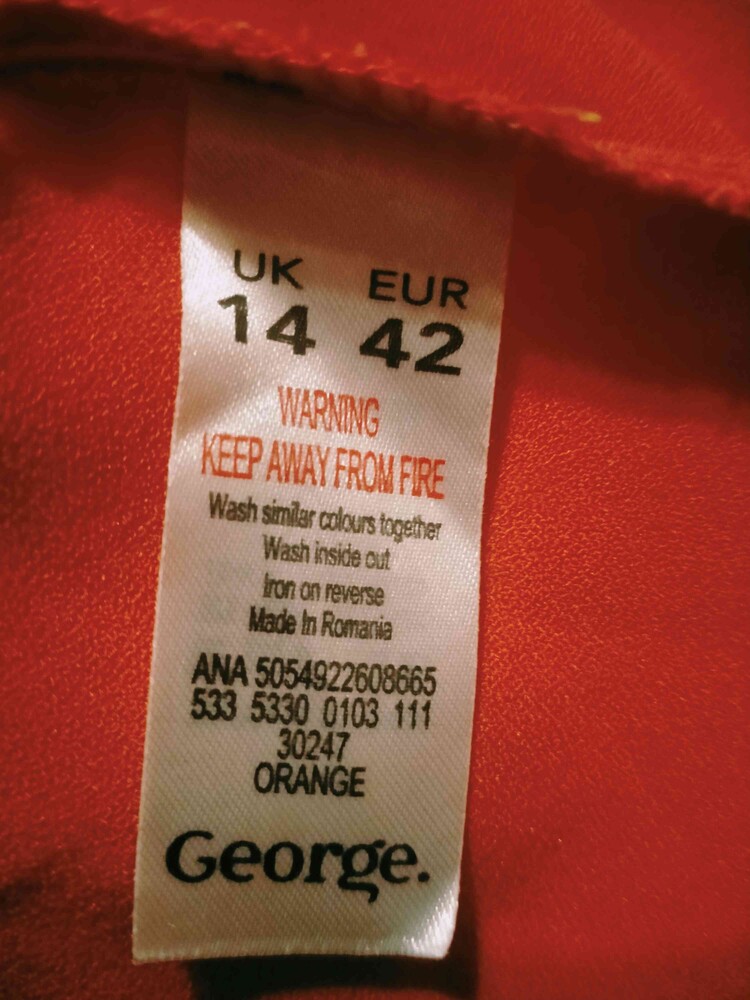 UK EUR
14 42
WARNING
KEEP AWAY FROM FIRE
Wash similar colours together
Wash inside out
Iron on reverse
Made In Romania
ANA 5054922608665
533 5330 0103 111
30247
ORANGE
George.